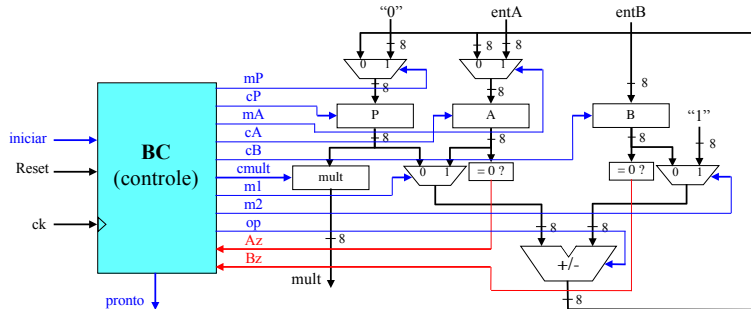 “0” entA entB
8 8 8
0 1 0 1
mP
8 8 8
cP
P A B “1”
mA
iniciar
cA
8 8 8 8
BC
cB
Reset
(controle)
cmult
mult 0 1 = 0 ? = 0 ? 0 1
m1
m2
ck
op
8 8
Az
8
+/-
Bz
mult
pronto
8